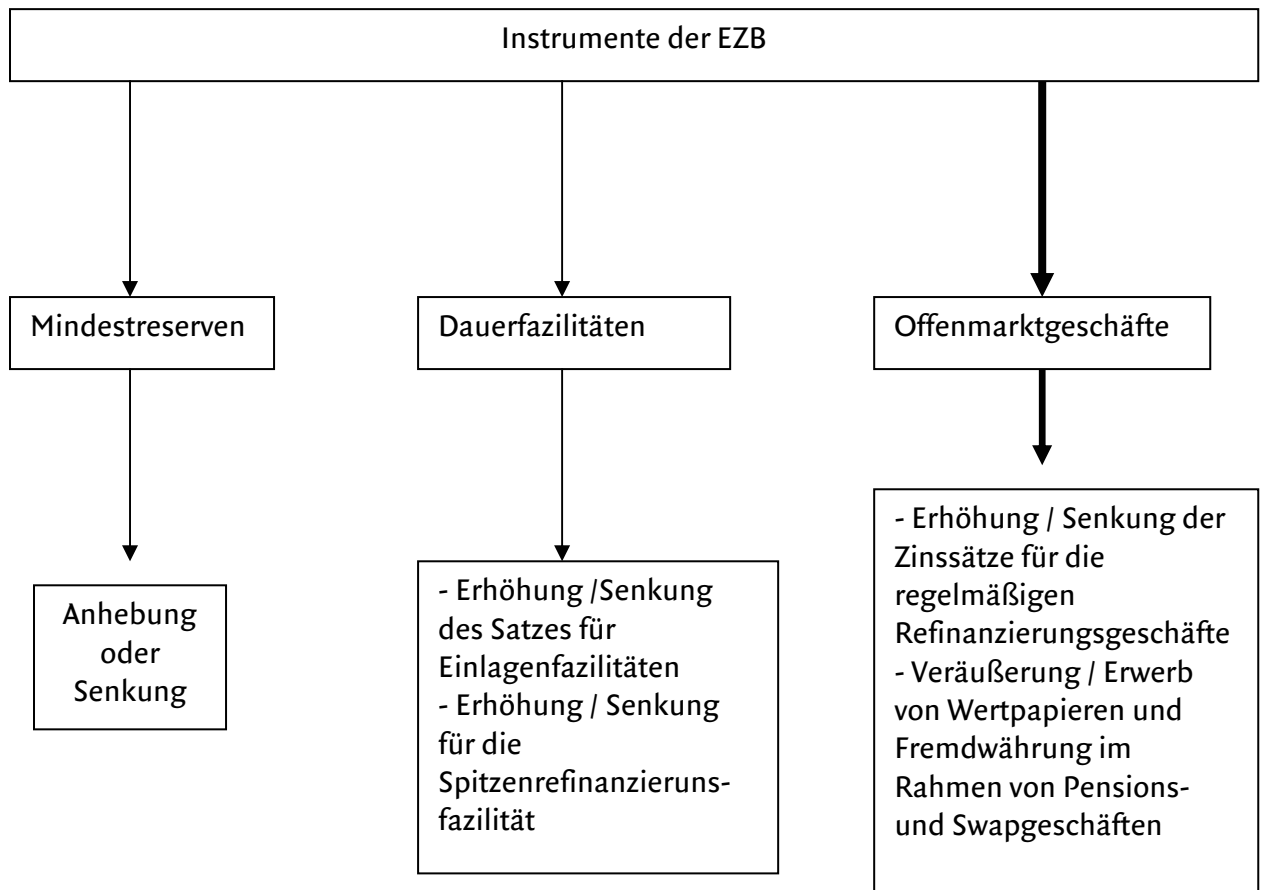 Instrumente der EZB
Mindestreserven
Dauerfazilitäten
Offenmarktgeschäfte
Anhebung
oder
Senkung
- Erhöhung /Senkung
des Satzes für
Einlagenfazilitäten
- Erhöhung / Senkung
für die
Spitzenrefinanzieruns-
fazilität
- Erhöhung / Senkung der
Zinssätze für die
regelmäßigen
Refinanzierungsgeschäfte
- Veräußerung / Erwerb
von Wertpapieren und
Fremdwährung im
Rahmen von Pensions-
und Swapgeschäften